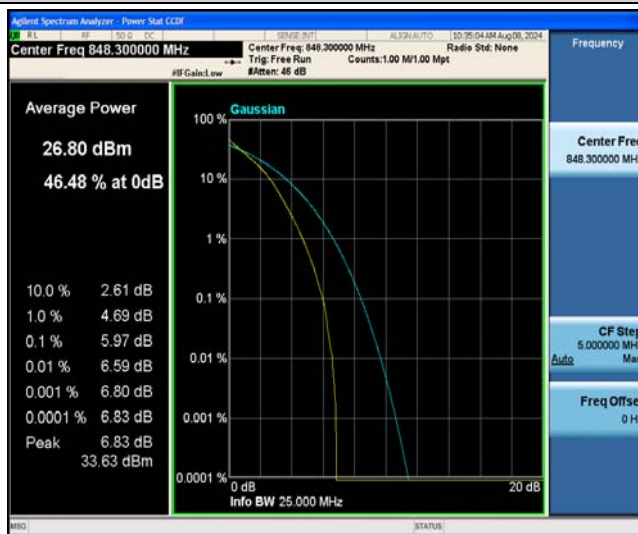 Agilent Spectrum Analyzer - Power Stat CCDF
RL RF 50 Ω DC SENSE:INT ALIGN AUTO 10:35:04 AM Aug 08, 2024
Center Freq 848.300000 MHz
Center Freq: 848.300000 MHz Radio Std: None
Trig: Free Run Counts:1.00 M/1.00 Mpt
#IFGain:Low #Atten: 46 dB
Frequency
Average Power
26.80 dBm
46.48 % at 0dB
10.0 % 2.61 dB
1.0 % 4.69 dB
0.1 % 5.97 dB
0.01 % 6.59 dB
0.001 % 6.80 dB
0.0001 % 6.83 dB
Peak 6.83 dB
33.63 dBm
Gaussian
100 %
10 %
1 %
0.1 %
0.01 %
0.001 %
0.0001 %
0 dB 20 dB
Info BW 25.000 MHz
Center Fre
848.300000 MH
CF Step
5.000000 MH
Auto Ma
Freq Offse
0 H
MSG STATUS